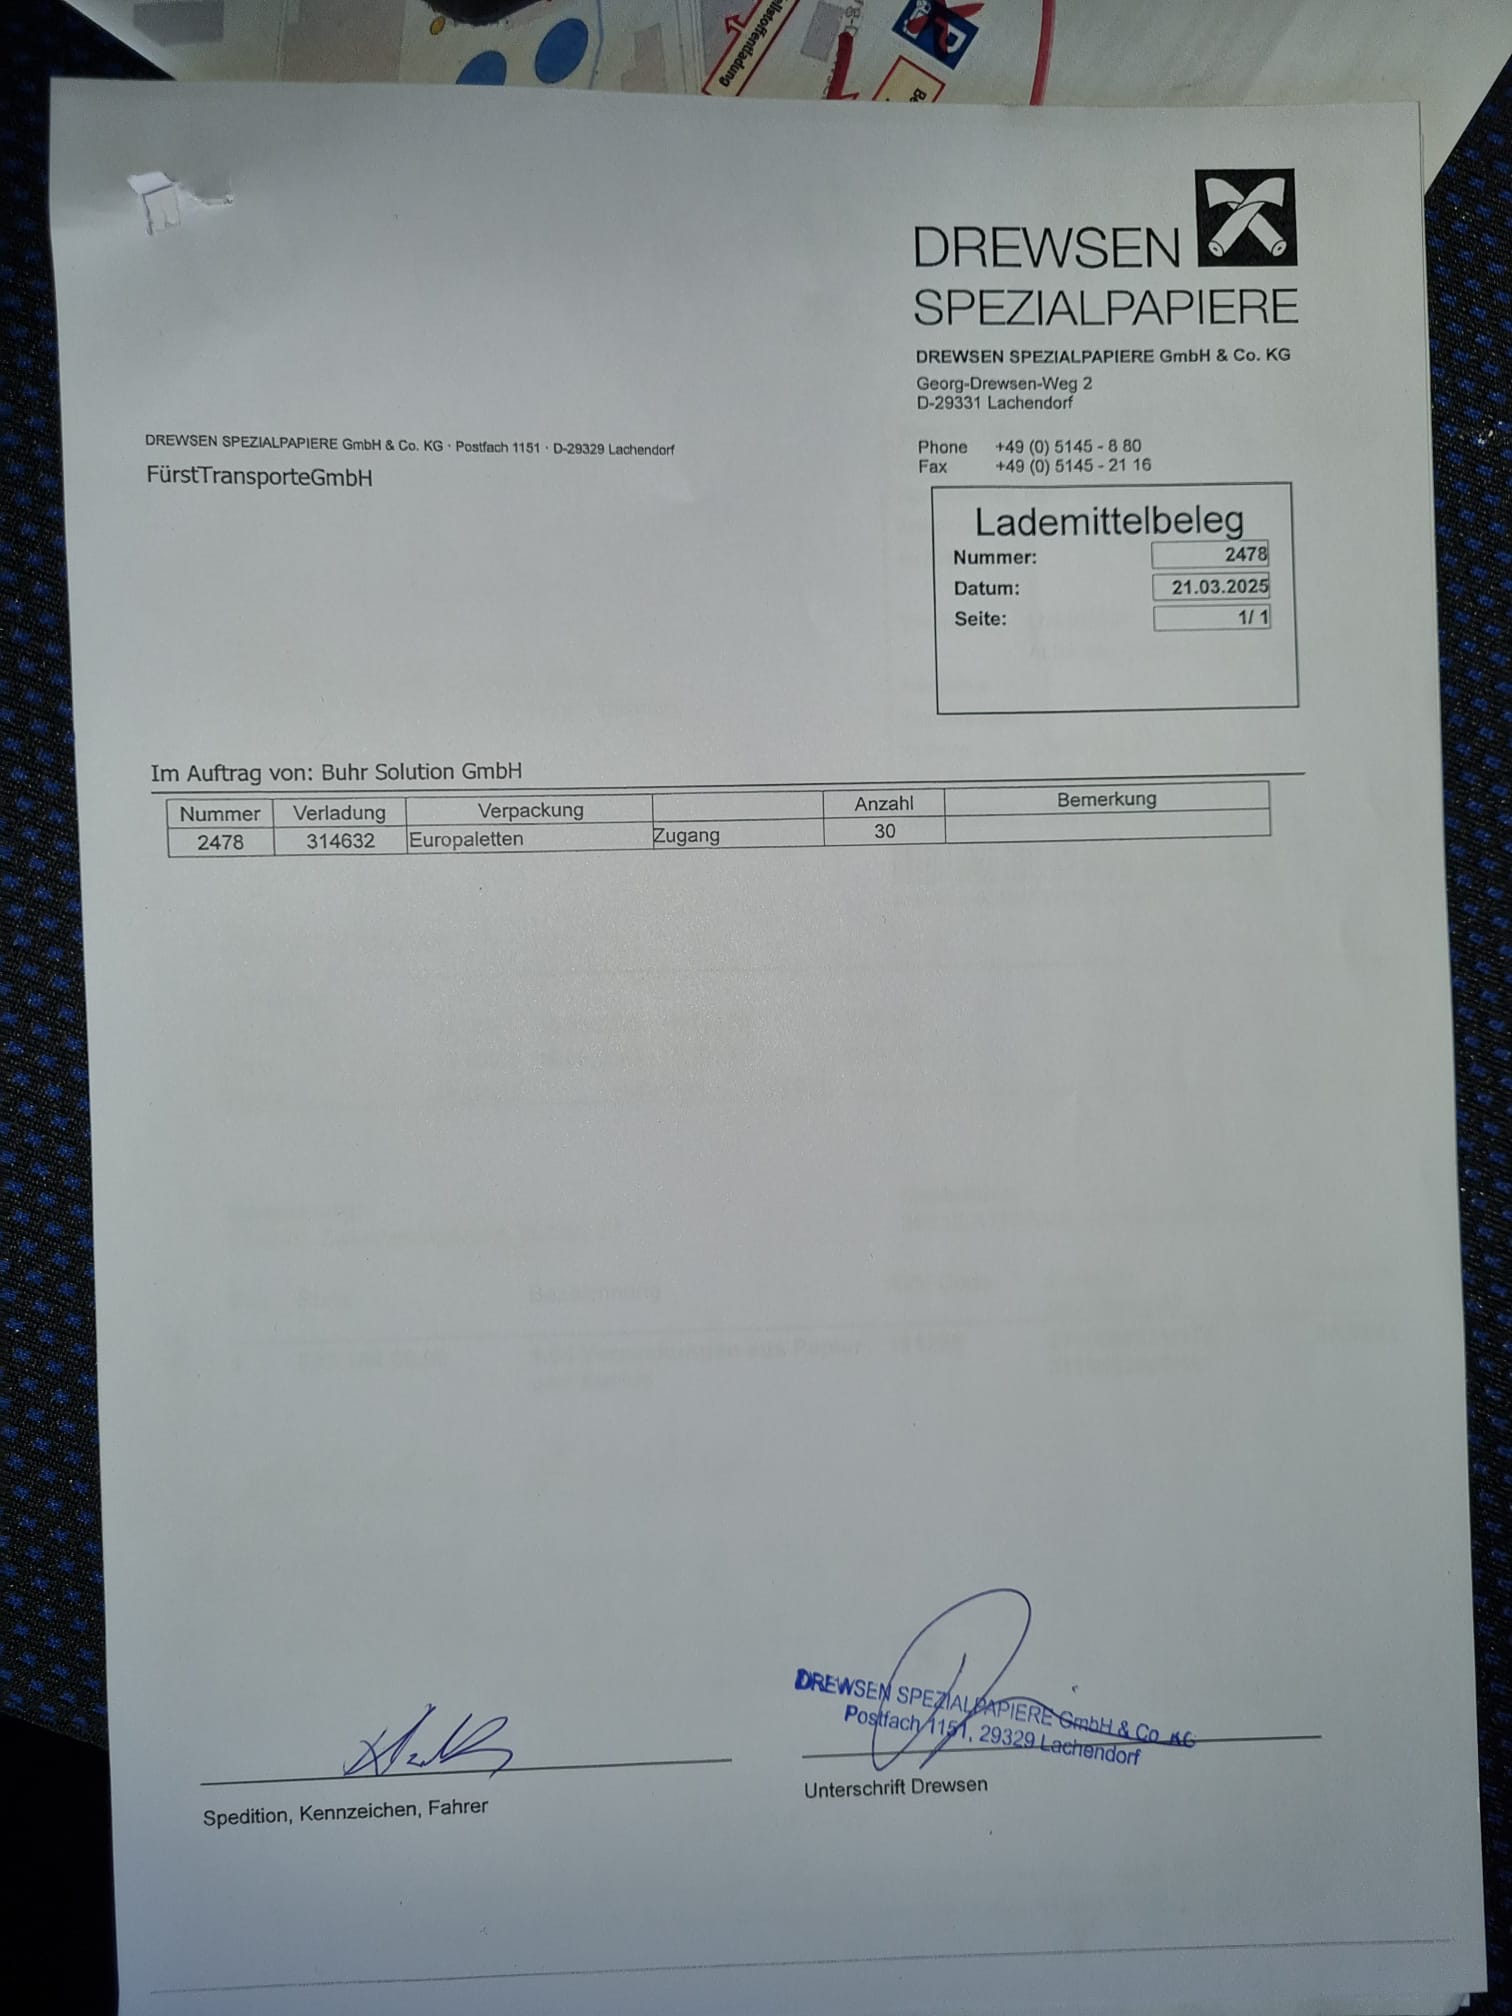 llstoffentladung
P
DREWSEN
SPEZIALPAPIERE
DREWSEN SPEZIALPAPIERE GmbH & Co. KG
Georg-Drewsen-Weg 2
D-29331 Lachendorf
Phone +49 (0) 5145 - 8 80
Fax +49 (0) 5145 - 21 16
DREWSEN SPEZIALPAPIERE GmbH & Co. KG · Postfach 1151 · D-29329 Lachendorf
FürstTransporteGmbH
Lademittelbeleg
Nummer: 2478
Datum: 21.03.2025
Seite: 1/ 1
Im Auftrag von: Buhr Solution GmbH
Nummer Verladung Verpackung Anzahl Bemerkung
2478 314632 Europaletten Zugang 30
DREWSEN SPEZIALPAPIERE GmbH & Co. KG
Postfach 1151, 29329 Lachendorf
Spedition, Kennzeichen, Fahrer
Unterschrift Drewsen